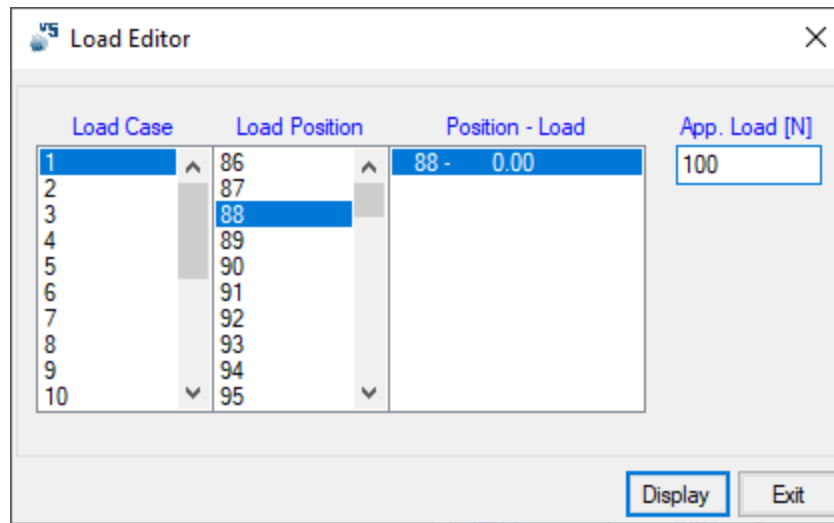 VS
Load Editor
Load Case Load Position Position - Load App. Load [N]
1 86 88 - 0.00 100
2 87
3 88
4 89
5 90
6 91
7 92
8 93
9 94
10 95
Display Exit